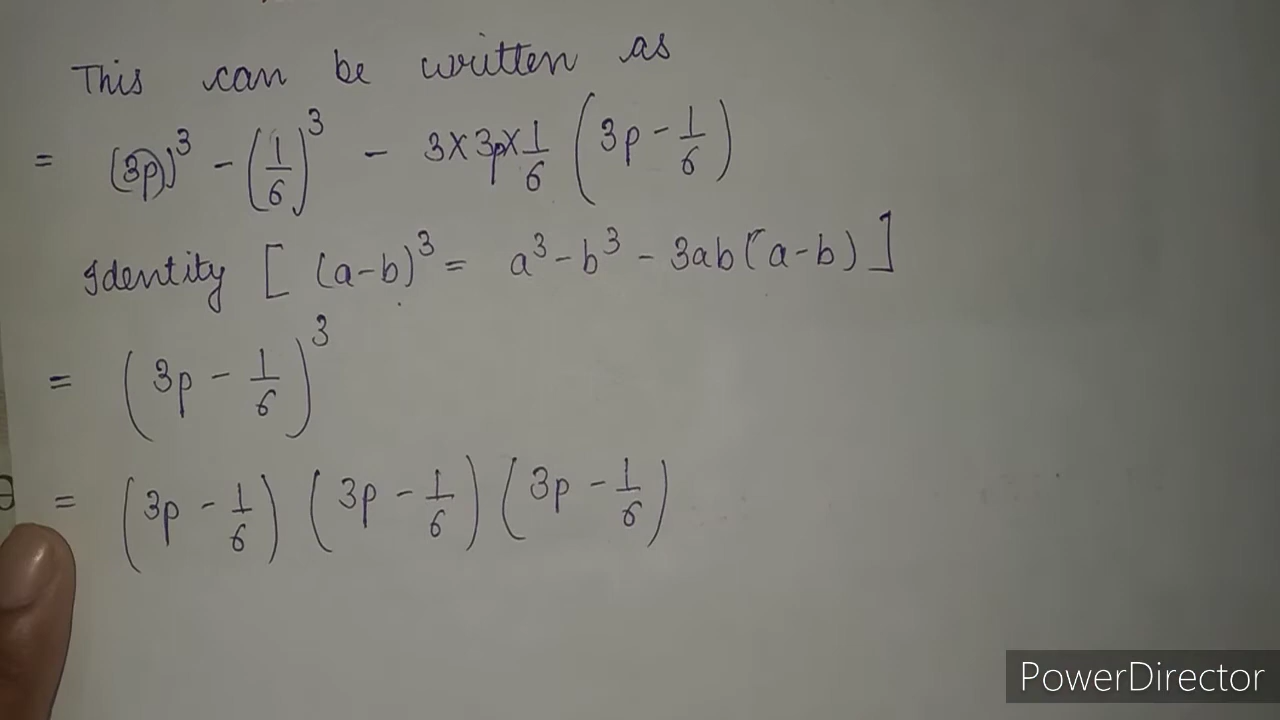 This can be written as
= (3p)³ - (1/6)³ - 3×3p×1/6 (3p - 1/6)
Identity [ (a-b)³ = a³-b³ - 3ab(a-b) ]
= (3p - 1/6)³
= (3p - 1/6) (3p - 1/6) (3p - 1/6)
PowerDirector